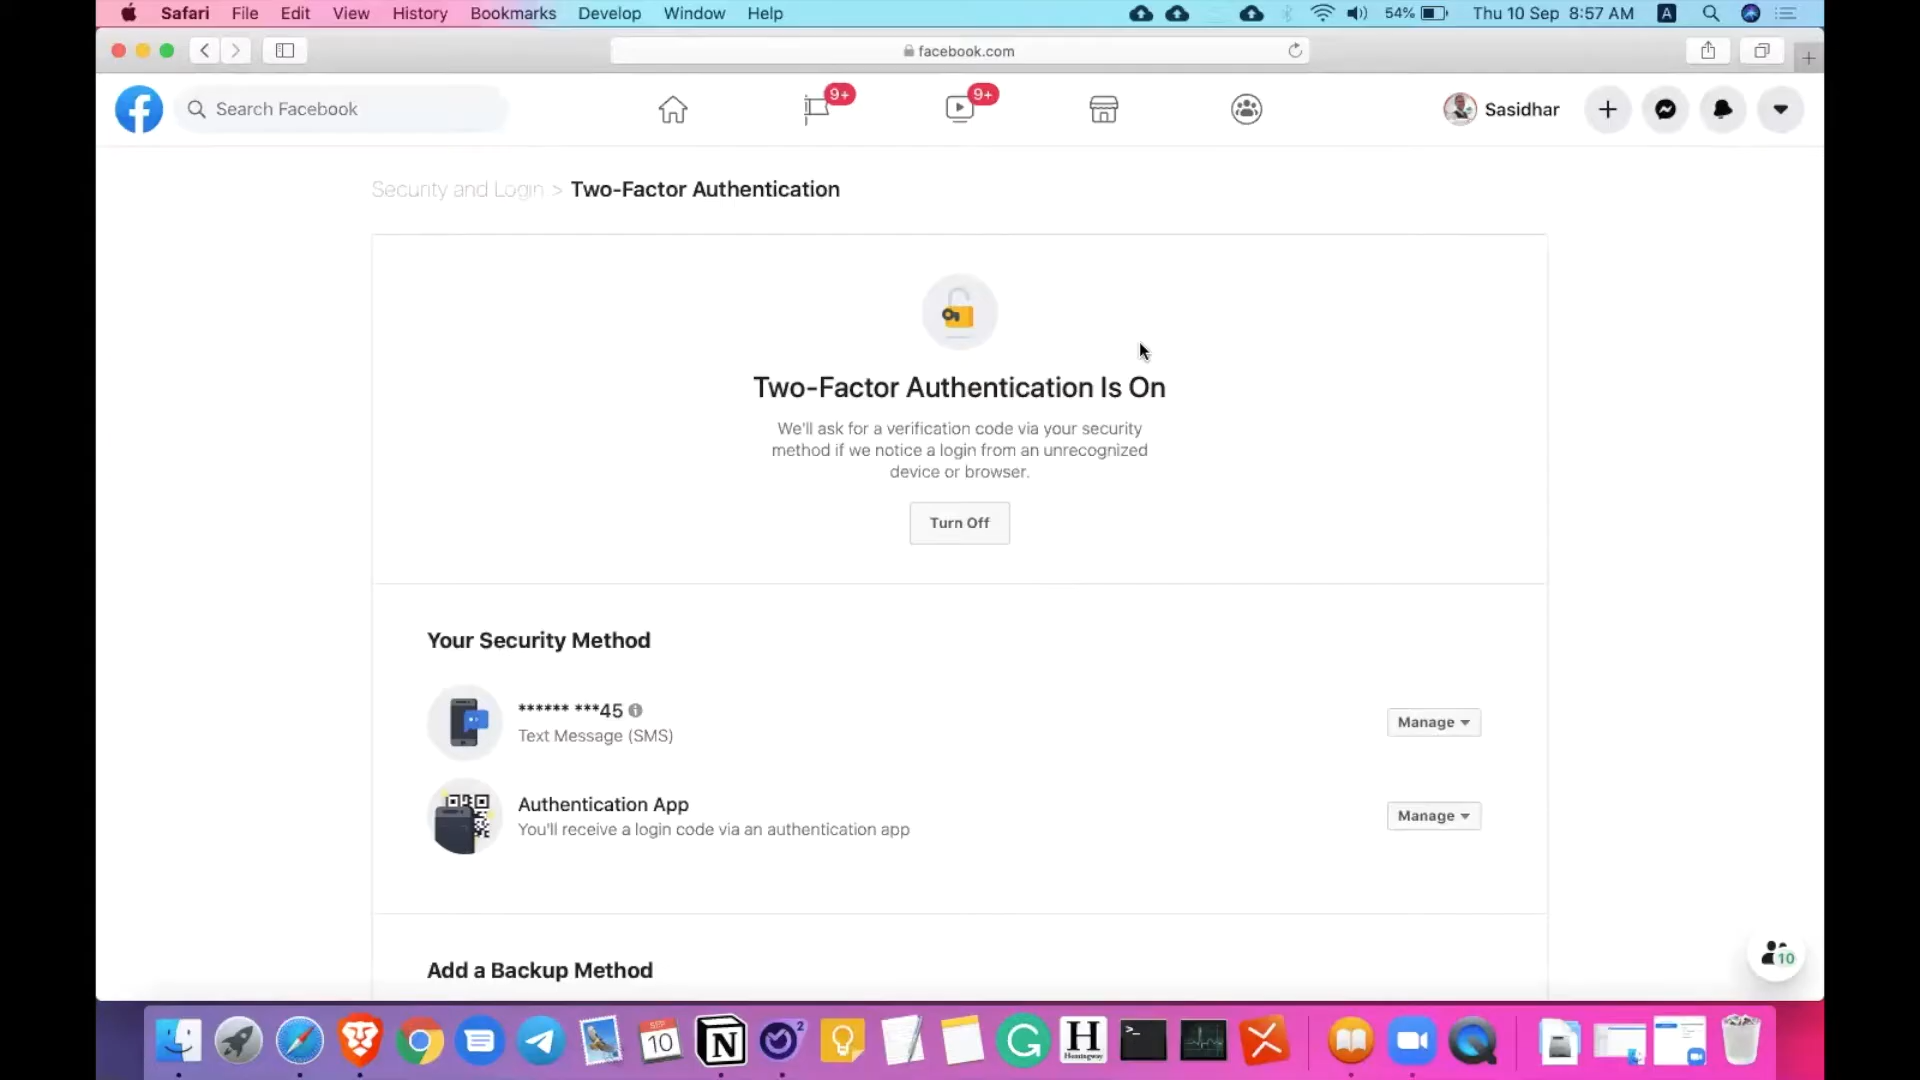 Safari File Edit View History Bookmarks Develop Window Help 54% Thu 10 Sep 8:57 AM A
facebook.com
Search Facebook 9+ 9+ Sasidhar
Security and Login > Two-Factor Authentication
Two-Factor Authentication Is On
We'll ask for a verification code via your security
method if we notice a login from an unrecognized
device or browser.
Turn Off
Your Security Method
****** ***45
Text Message (SMS)
Manage
Authentication App
You'll receive a login code via an authentication app
Manage
Add a Backup Method
10
SEP
10
2
H
Hemingway